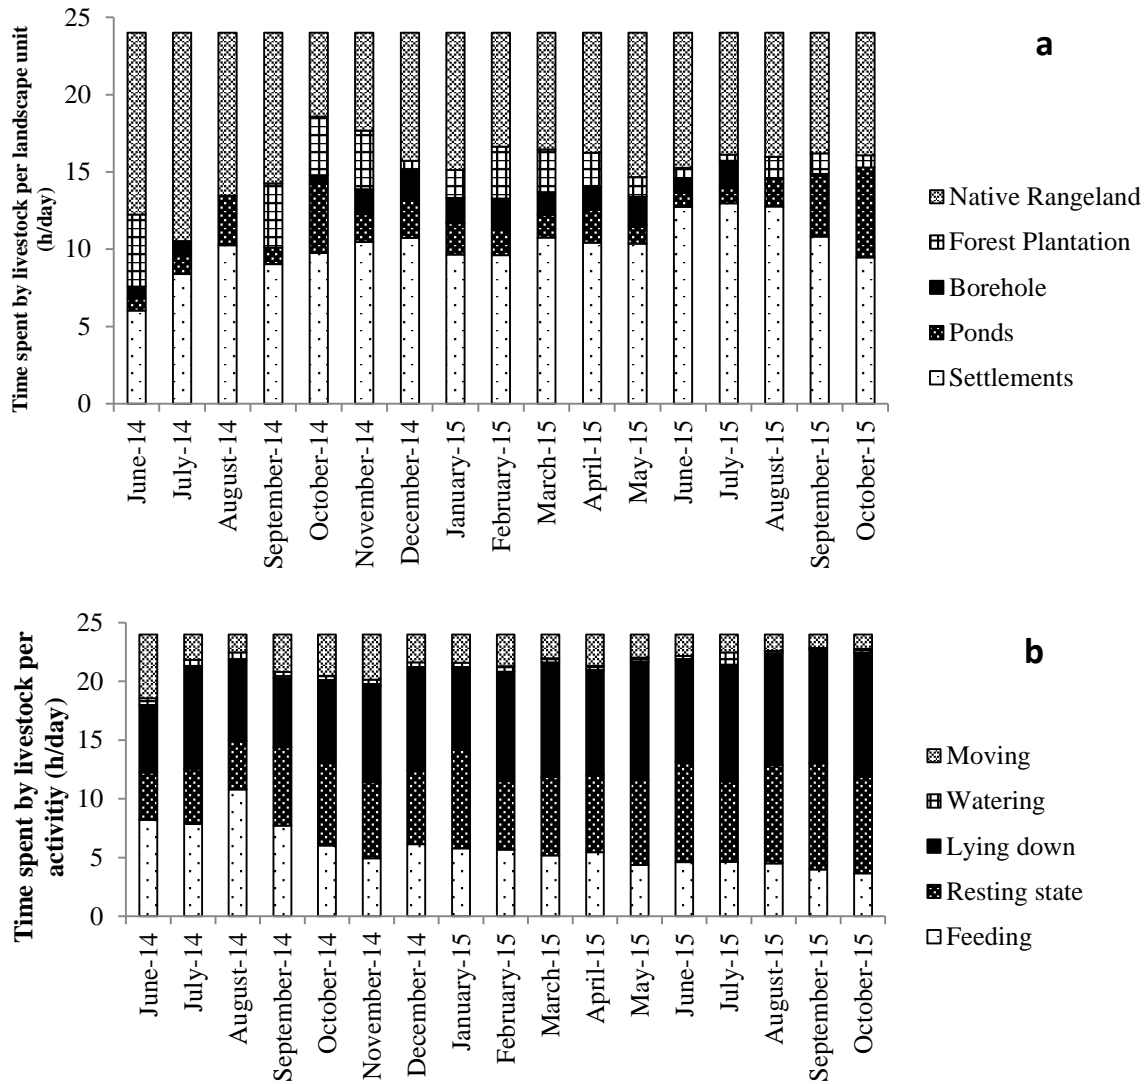 Time spent by livestock per landscape unit
(h/day)
25
20
15
10
5
0
a
Native Rangeland
Forest Plantation
Borehole
Ponds
Settlements
June-14
July-14
August-14
September-14
October-14
November-14
December-14
January-15
February-15
March-15
April-15
May-15
June-15
July-15
August-15
September-15
October-15
Time spent by livestock per
activitiy (h/day)
25
20
15
10
5
0
b
Moving
Watering
Lying down
Resting state
Feeding
June-14
July-14
August-14
September-14
October-14
November-14
December-14
January-15
February-15
March-15
April-15
May-15
June-15
July-15
August-15
September-15
October-15